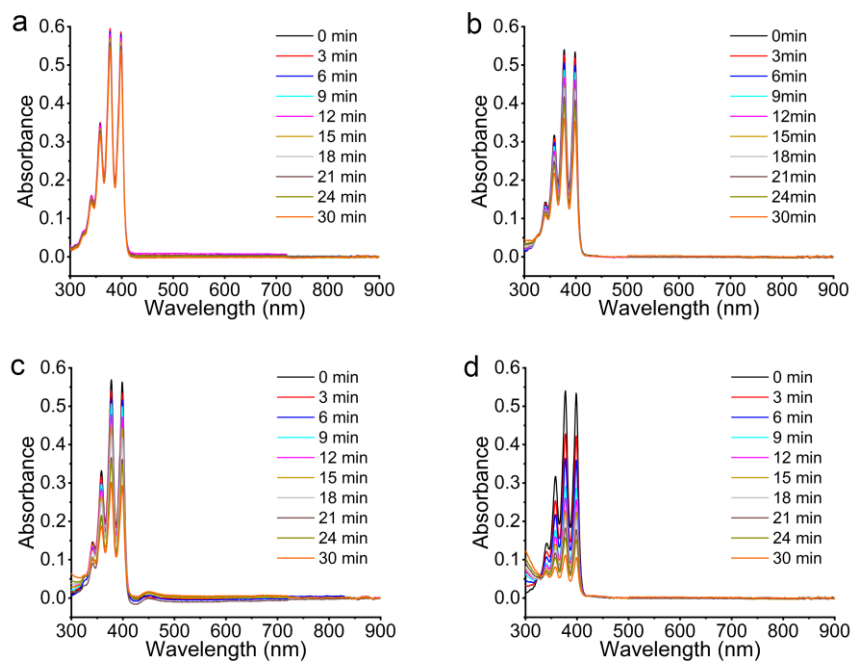 a
0.6
0.5
0.4
0.3
0.2
0.1
0.0
Absorbance
300 400 500 600 700 800 900
Wavelength (nm)
0 min
3 min
6 min
9 min
12 min
15 min
18 min
21 min
24 min
30 min
b
0.6
0.5
0.4
0.3
0.2
0.1
0.0
Absorbance
300 400 500 600 700 800 900
Wavelength (nm)
0min
3min
6min
9min
12min
15min
18min
21min
24min
30min
c
0.6
0.5
0.4
0.3
0.2
0.1
0.0
Absorbance
300 400 500 600 700 800 900
Wavelength (nm)
0 min
3 min
6 min
9 min
12 min
15 min
18 min
21 min
24 min
30 min
d
0.6
0.5
0.4
0.3
0.2
0.1
0.0
Absorbance
300 400 500 600 700 800 900
Wavelength (nm)
0 min
3 min
6 min
9 min
12 min
15 min
18 min
21 min
24 min
30 min